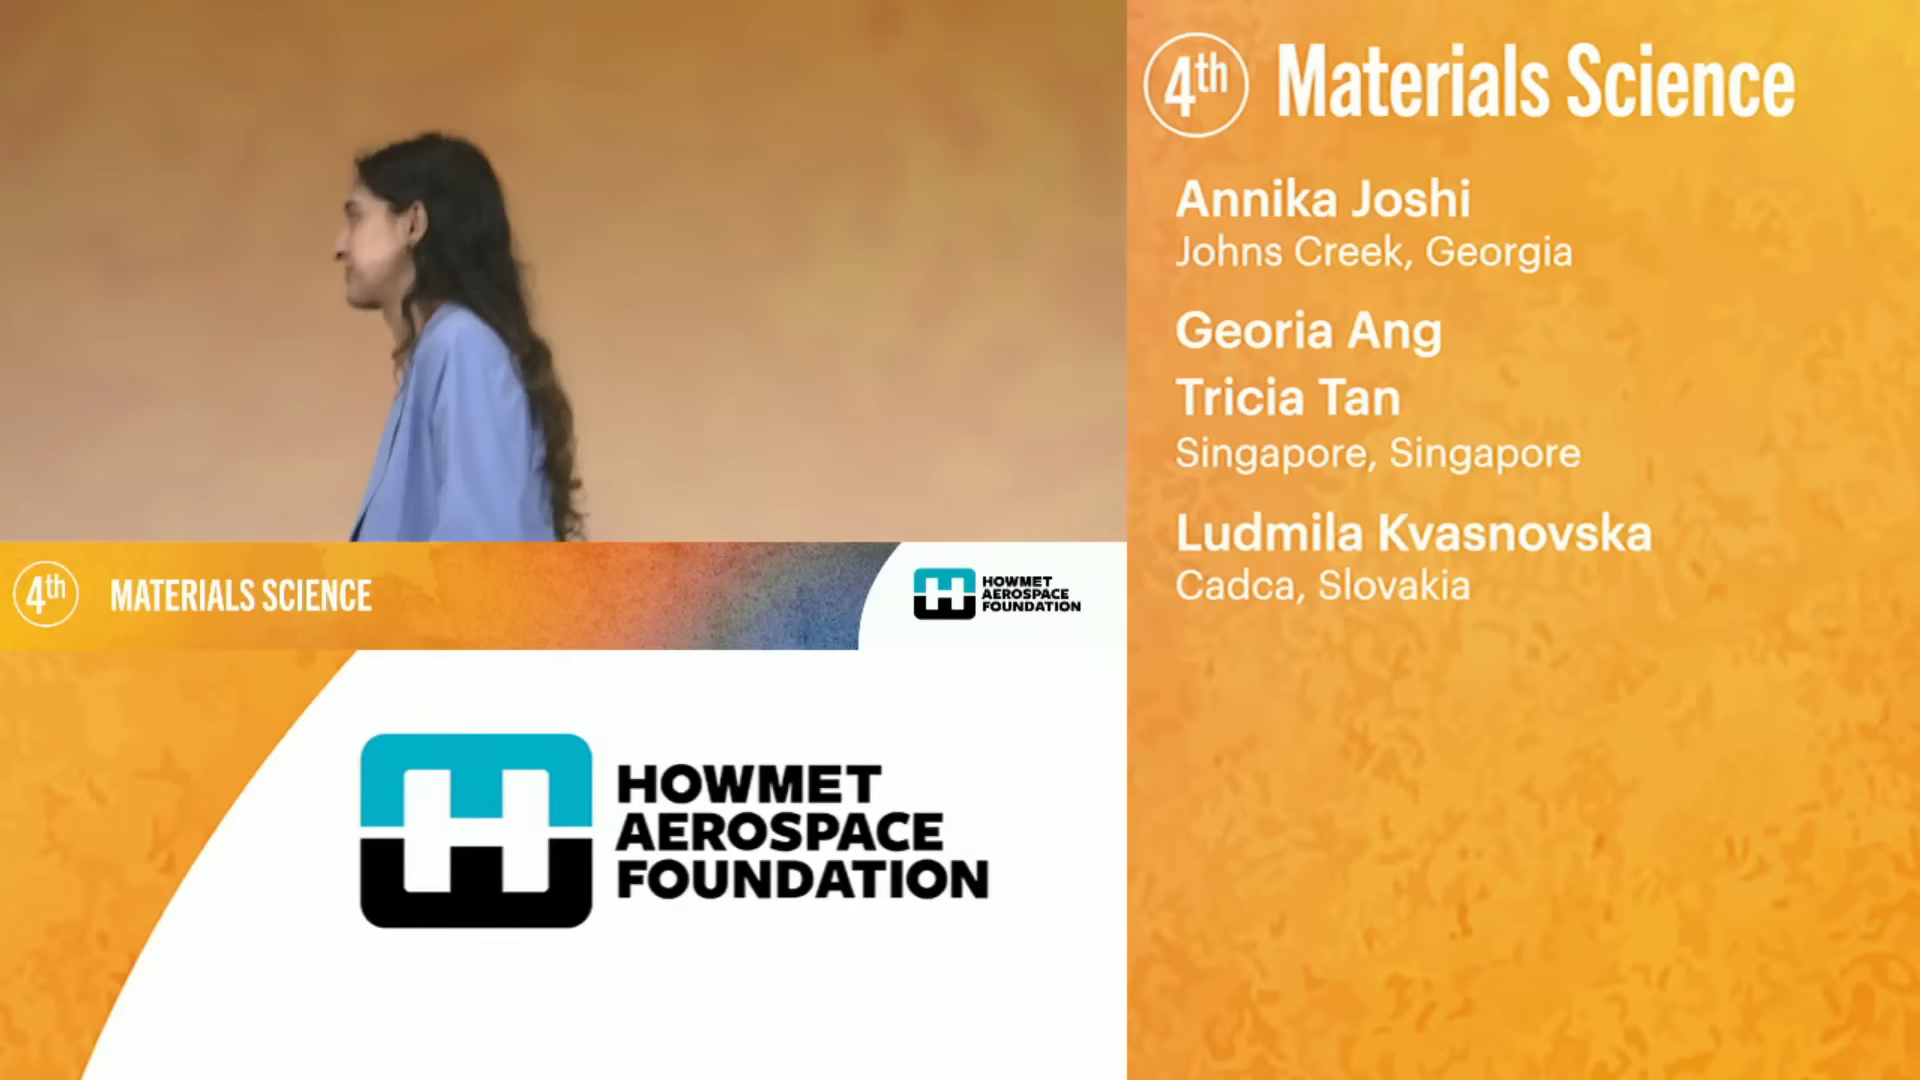 4th MATERIALS SCIENCE
HOWMET
AEROSPACE
FOUNDATION
HOWMET
AEROSPACE
FOUNDATION
4th Materials Science
Annika Joshi
Johns Creek, Georgia
Georia Ang
Tricia Tan
Singapore, Singapore
Ludmila Kvasnovska
Cadca, Slovakia